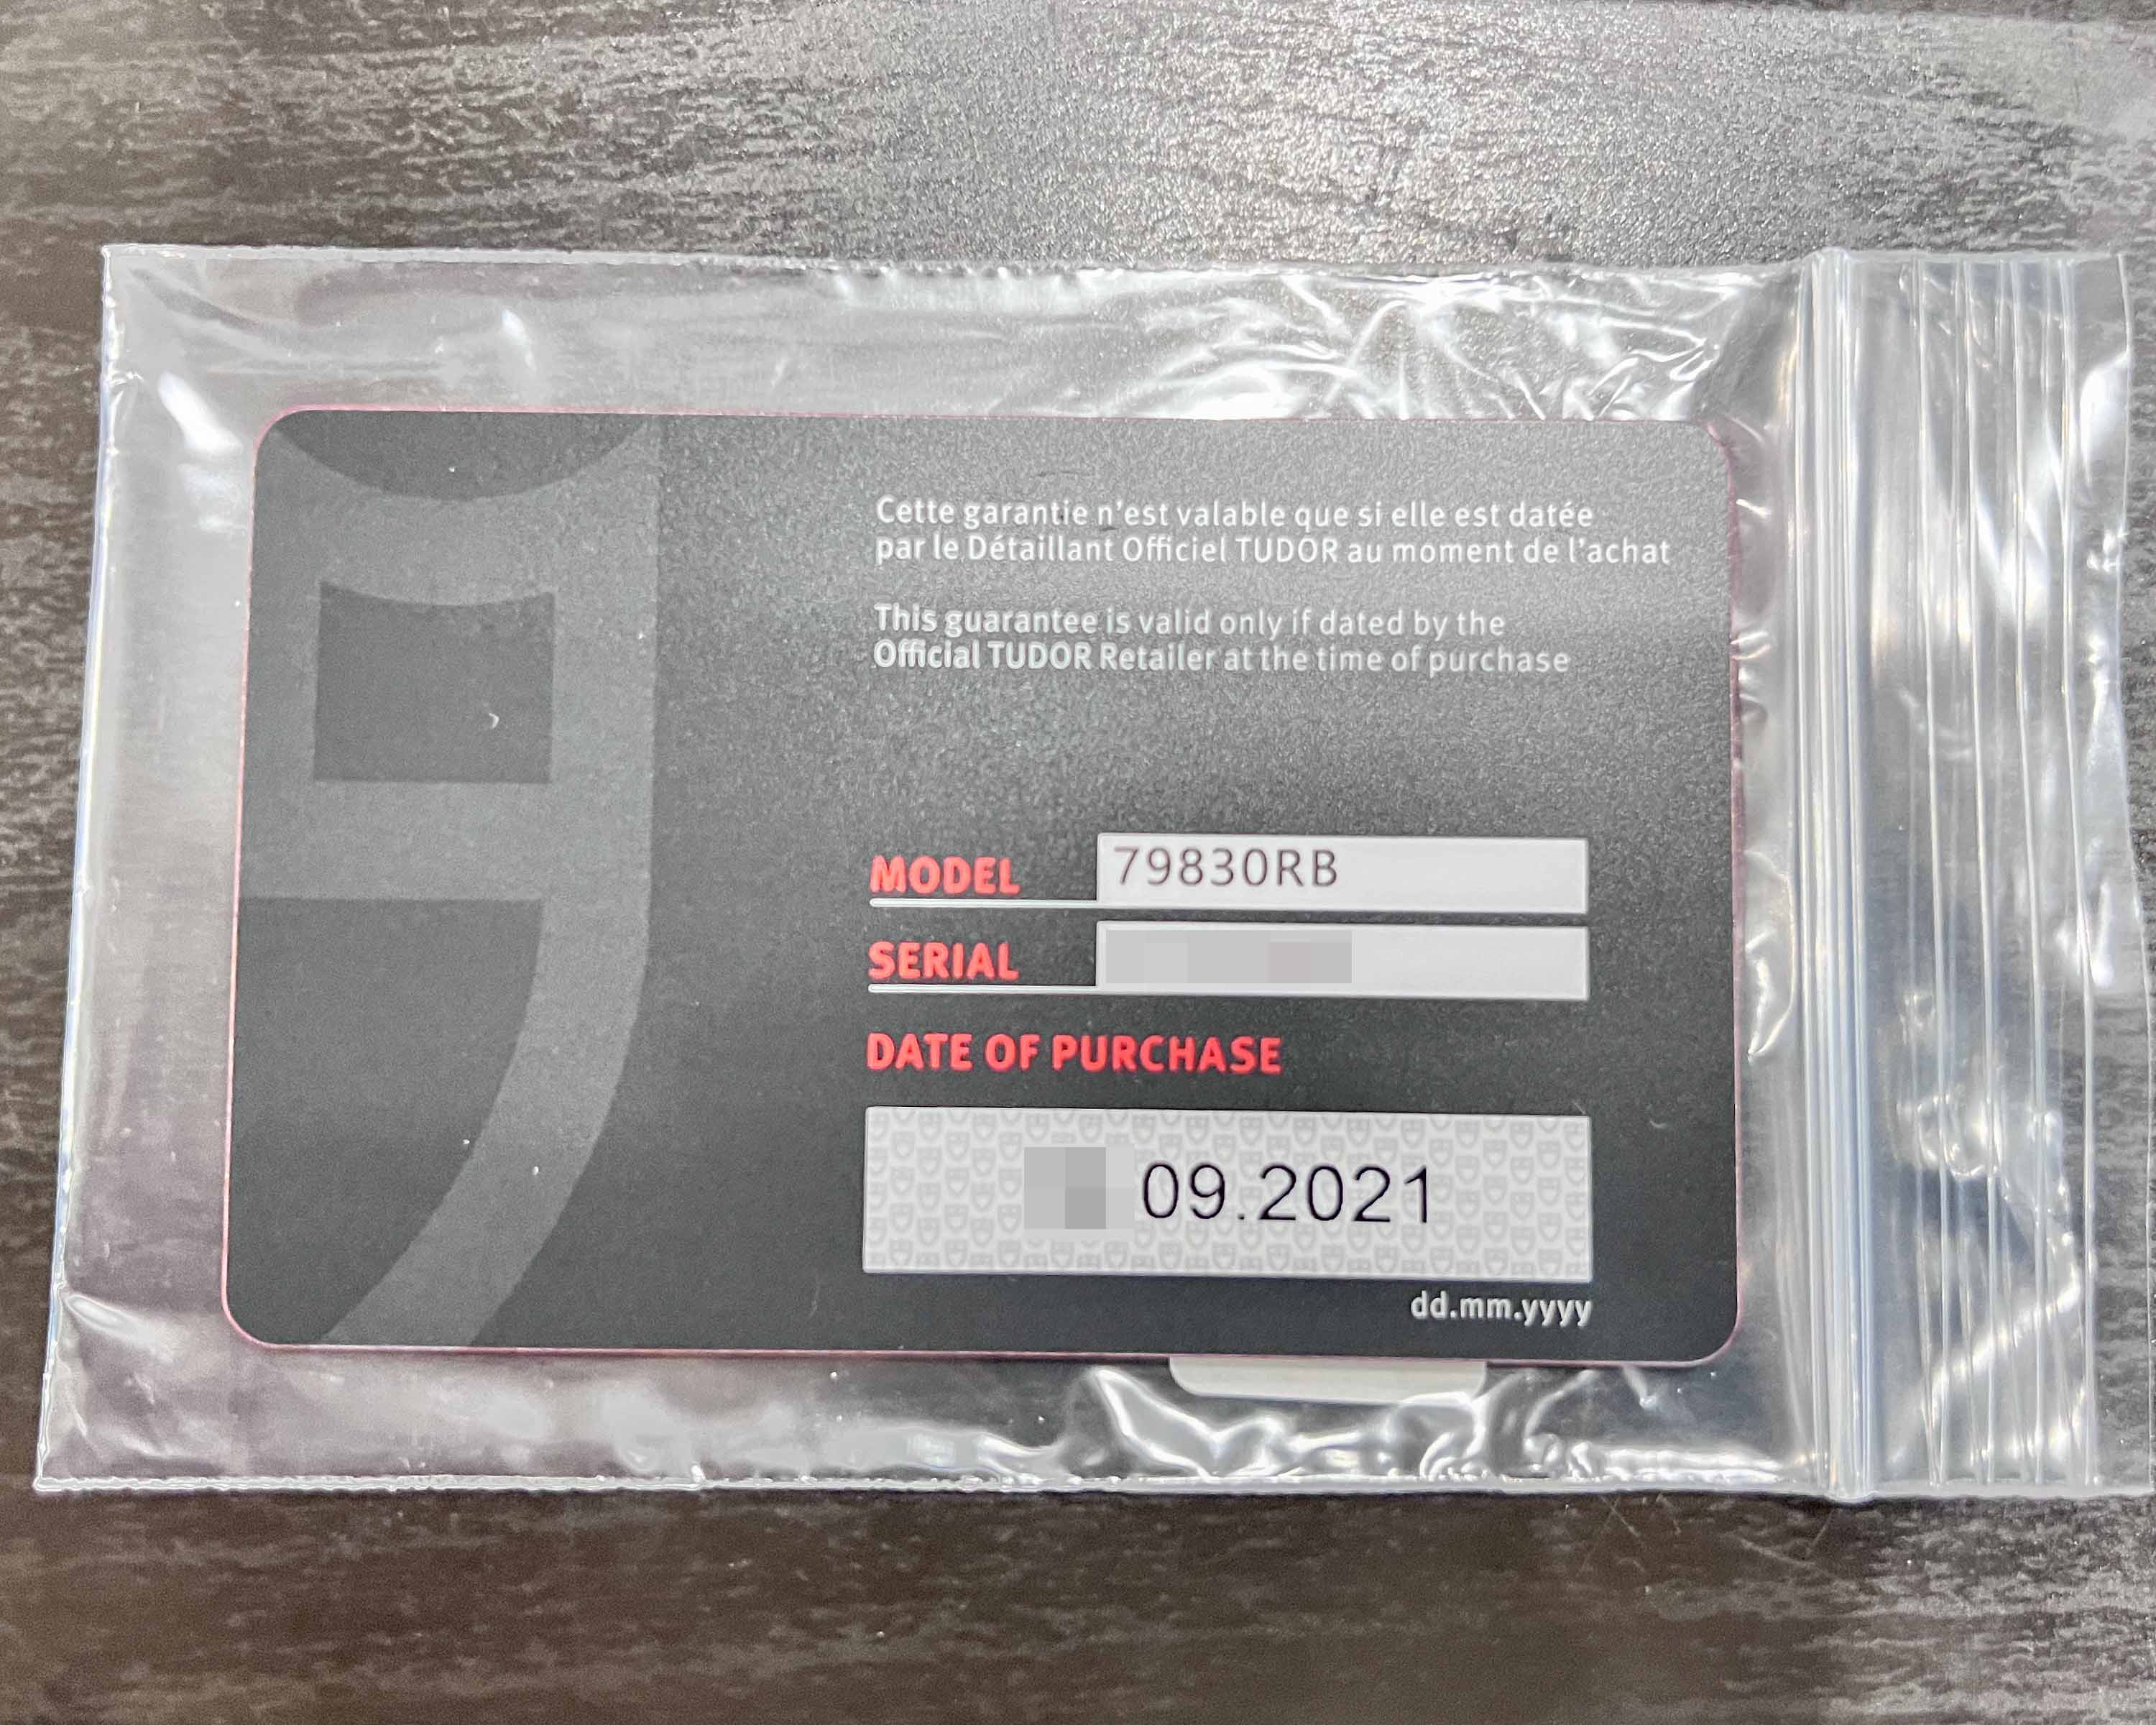 Cette garantie n'est valable que si elle est datée
par le Détaillant Officiel TUDOR au moment de l'achat
This guarantee is valid only if dated by the
Official TUDOR Retailer at the time of purchase
MODEL 79830RB
SERIAL
DATE OF PURCHASE
09.2021
dd.mm.yyyy